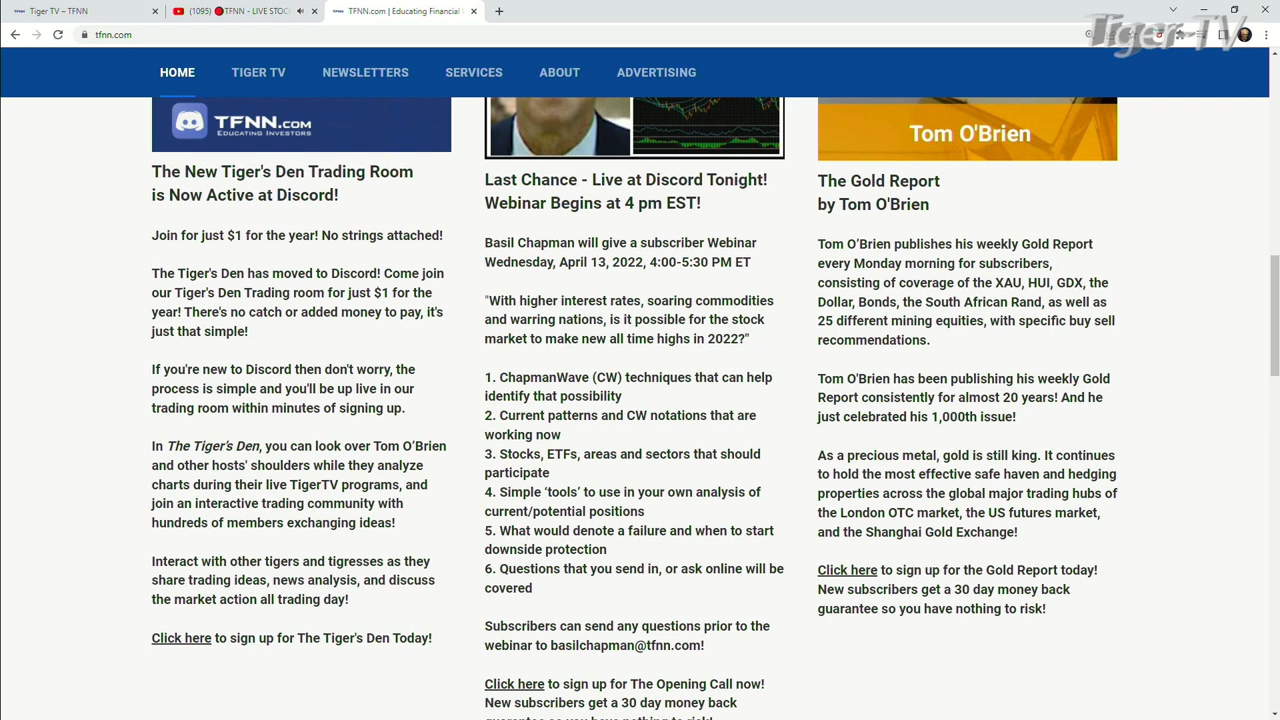 Tiger TV – TFNN
(1095) 🔴TFNN - LIVE STOC
TFNN.com | Educating Financial
tfnn.com
Tiger TV
HOME
TIGER TV
NEWSLETTERS
SERVICES
ABOUT
ADVERTISING
TFNN.COM
EDUCATING INVESTORS
The New Tiger's Den Trading Room
is Now Active at Discord!
Join for just $1 for the year! No strings attached!
The Tiger's Den has moved to Discord! Come join
our Tiger's Den Trading room for just $1 for the
year! There's no catch or added money to pay, it's
just that simple!
If you're new to Discord then don't worry, the
process is simple and you'll be up live in our
trading room within minutes of signing up.
In The Tiger's Den, you can look over Tom O'Brien
and other hosts' shoulders while they analyze
charts during their live TigerTV programs, and
join an interactive trading community with
hundreds of members exchanging ideas!
Interact with other tigers and tigresses as they
share trading ideas, news analysis, and discuss
the market action all trading day!
Click here to sign up for The Tiger's Den Today!
Last Chance - Live at Discord Tonight!
Webinar Begins at 4 pm EST!
Basil Chapman will give a subscriber Webinar
Wednesday, April 13, 2022, 4:00-5:30 PM ET
"With higher interest rates, soaring commodities
and warring nations, is it possible for the stock
market to make new all time highs in 2022?"
1. ChapmanWave (CW) techniques that can help
identify that possibility
2. Current patterns and CW notations that are
working now
3. Stocks, ETFs, areas and sectors that should
participate
4. Simple ‘tools’ to use in your own analysis of
current/potential positions
5. What would denote a failure and when to start
downside protection
6. Questions that you send in, or ask online will be
covered
Subscribers can send any questions prior to the
webinar to basilchapman@tfnn.com!
Click here to sign up for The Opening Call now!
New subscribers get a 30 day money back
guarantee so you have nothing to risk!
Tom O'Brien
The Gold Report
by Tom O'Brien
Tom O’Brien publishes his weekly Gold Report
every Monday morning for subscribers,
consisting of coverage of the XAU, HUI, GDX, the
Dollar, Bonds, the South African Rand, as well as
25 different mining equities, with specific buy sell
recommendations.
Tom O'Brien has been publishing his weekly Gold
Report consistently for almost 20 years! And he
just celebrated his 1,000th issue!
As a precious metal, gold is still king. It continues
to hold the most effective safe haven and hedging
properties across the global major trading hubs of
the London OTC market, the US futures market,
and the Shanghai Gold Exchange!
Click here to sign up for the Gold Report today!
New subscribers get a 30 day money back
guarantee so you have nothing to risk!